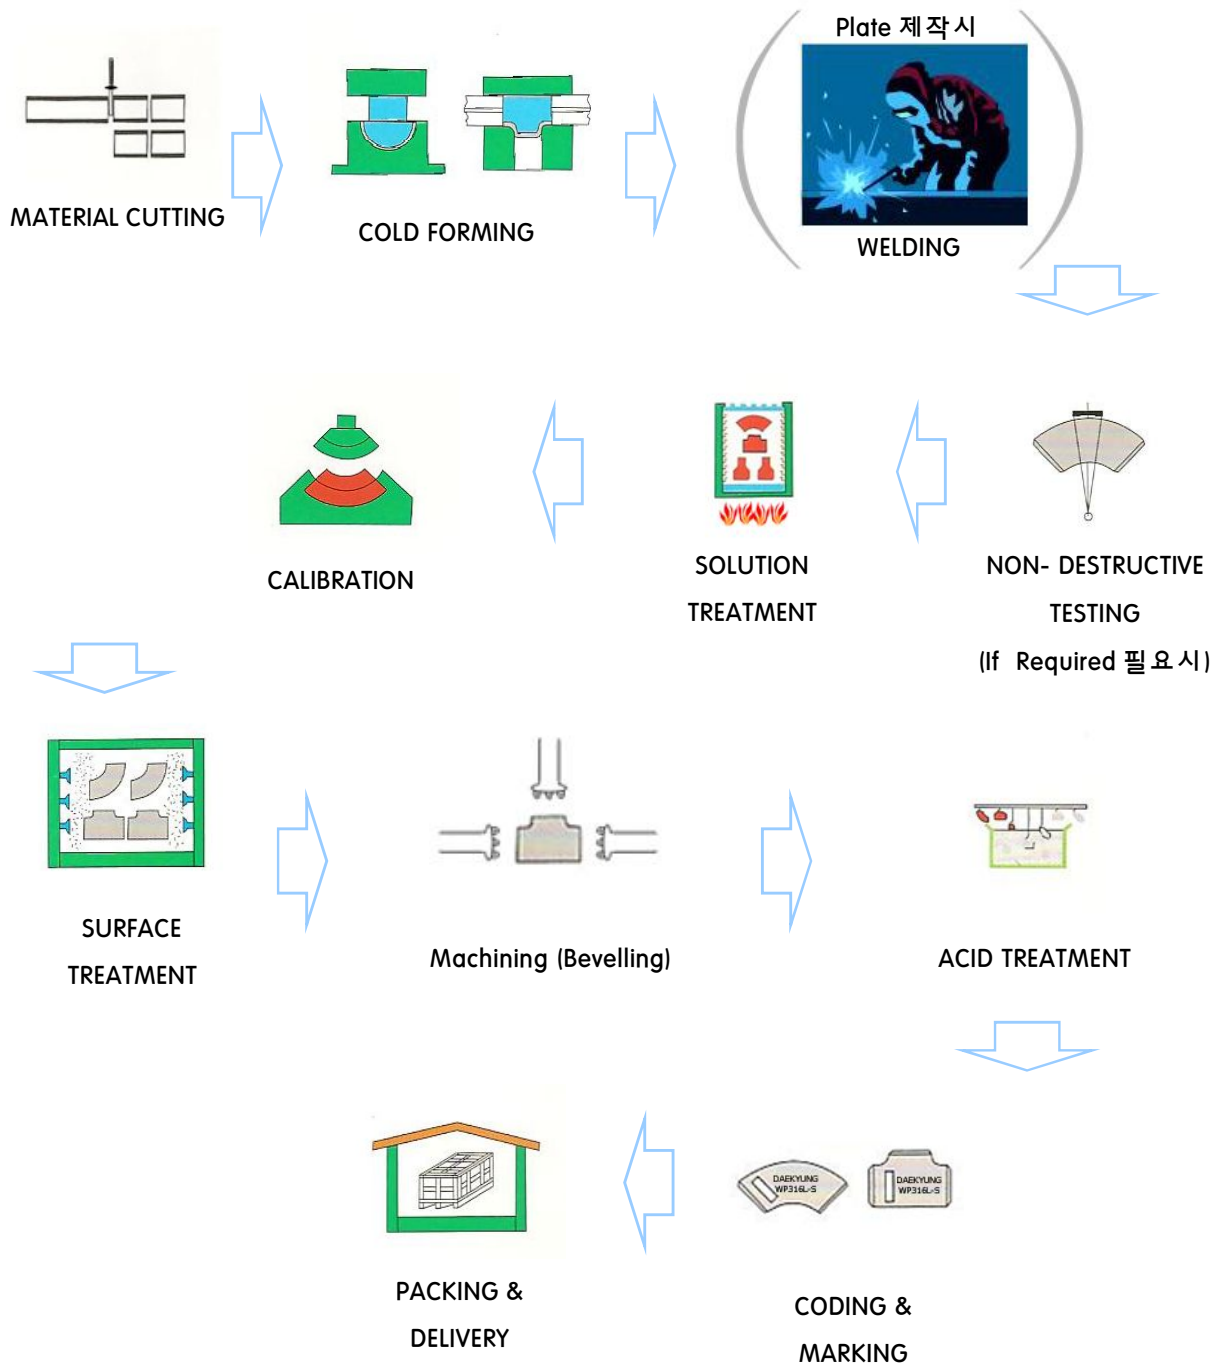 Plate 제작시
MATERIAL CUTTING
COLD FORMING
WELDING
CALIBRATION
SOLUTION
TREATMENT
NON- DESTRUCTIVE
TESTING
(If Required 필요시)
SURFACE
TREATMENT
Machining (Bevelling)
ACID TREATMENT
DAEKYUNG
WP316L-S
DAEKYUNG
WP316L-S
PACKING &
DELIVERY
CODING &
MARKING